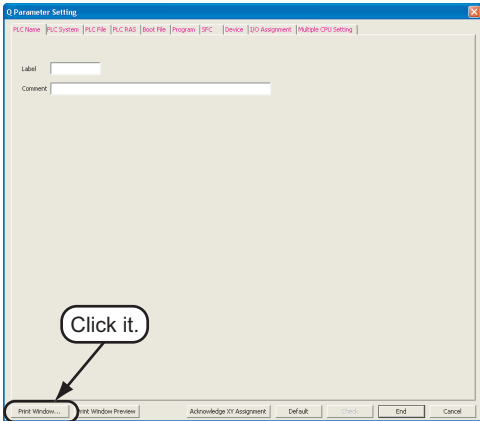 Q Parameter Setting
PLC Name PLC System PLC File PLC RAS Boot File Program SFC Device I/O Assignment Multiple CPU Setting
Label
Comment
Click it.
Print Window... Print Window Preview Acknowledge XY Assignment Default Check End Cancel